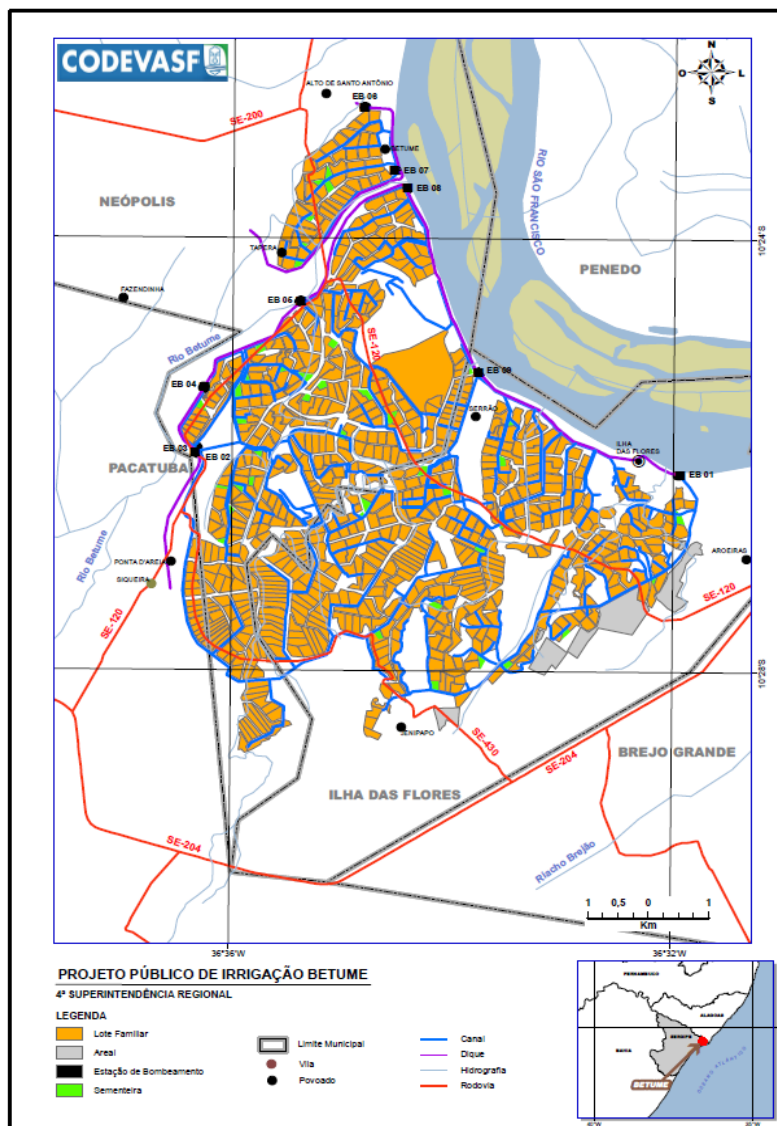 CODEVASF
N
O
L
S
ALTO DE SANTO ANTÔNIO
EB 06
SE-200
BETUME
EB 07
EB 08
RIO SÃO FRANCISCO
NEÓPOLIS
10°24'S
TAPERA
PENEDO
FAZENDINHA
EB 05
SE-120
Rio Betume
EB 09
EB 04
SERRÃO
ILHA
DAS FLORES
EB 03
EB 02
PACATUBA
EB 01
Rio Betume
PONTA D'AREIA
AROEIRAS
SIQUEIRA
SE-120
SE-120
10°28'S
JENIPAPO
SE-430
BREJO GRANDE
SE-204
ILHA DAS FLORES
SE-204
Riacho Brejão
1 0,5 0 1
Km
36°36'W
36°32'W
PROJETO PÚBLICO DE IRRIGAÇÃO BETUME
4ª SUPERINTENDÊNCIA REGIONAL
LEGENDA
Lote Familiar
Areal
Estação de Bombeamento
Sementeira
Limite Municipal
Vila
Povoado
Canal
Dique
Hidrografia
Rodovia
PERNAMBUCO
ALAGOAS
SERGIPE
BAHIA
BETUME
OCEANO ATLÂNTICO